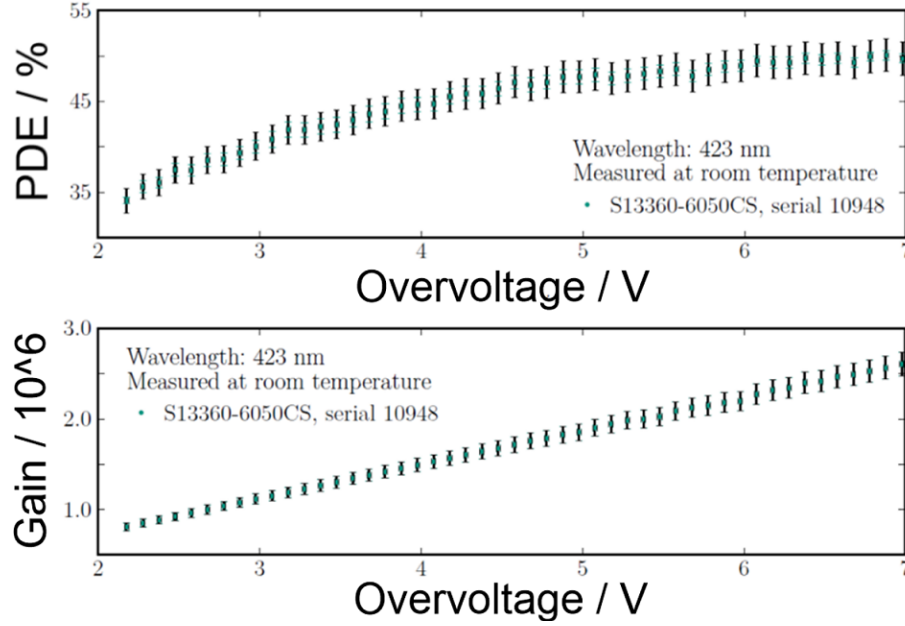 55
45
35
PDE / %
Wavelength: 423 nm
Measured at room temperature
S13360-6050CS, serial 10948
2 3 4 5 6 7
Overvoltage / V
3.0
2.0
1.0
Gain / 10^6
Wavelength: 423 nm
Measured at room temperature
S13360-6050CS, serial 10948
2 3 4 5 6 7
Overvoltage / V